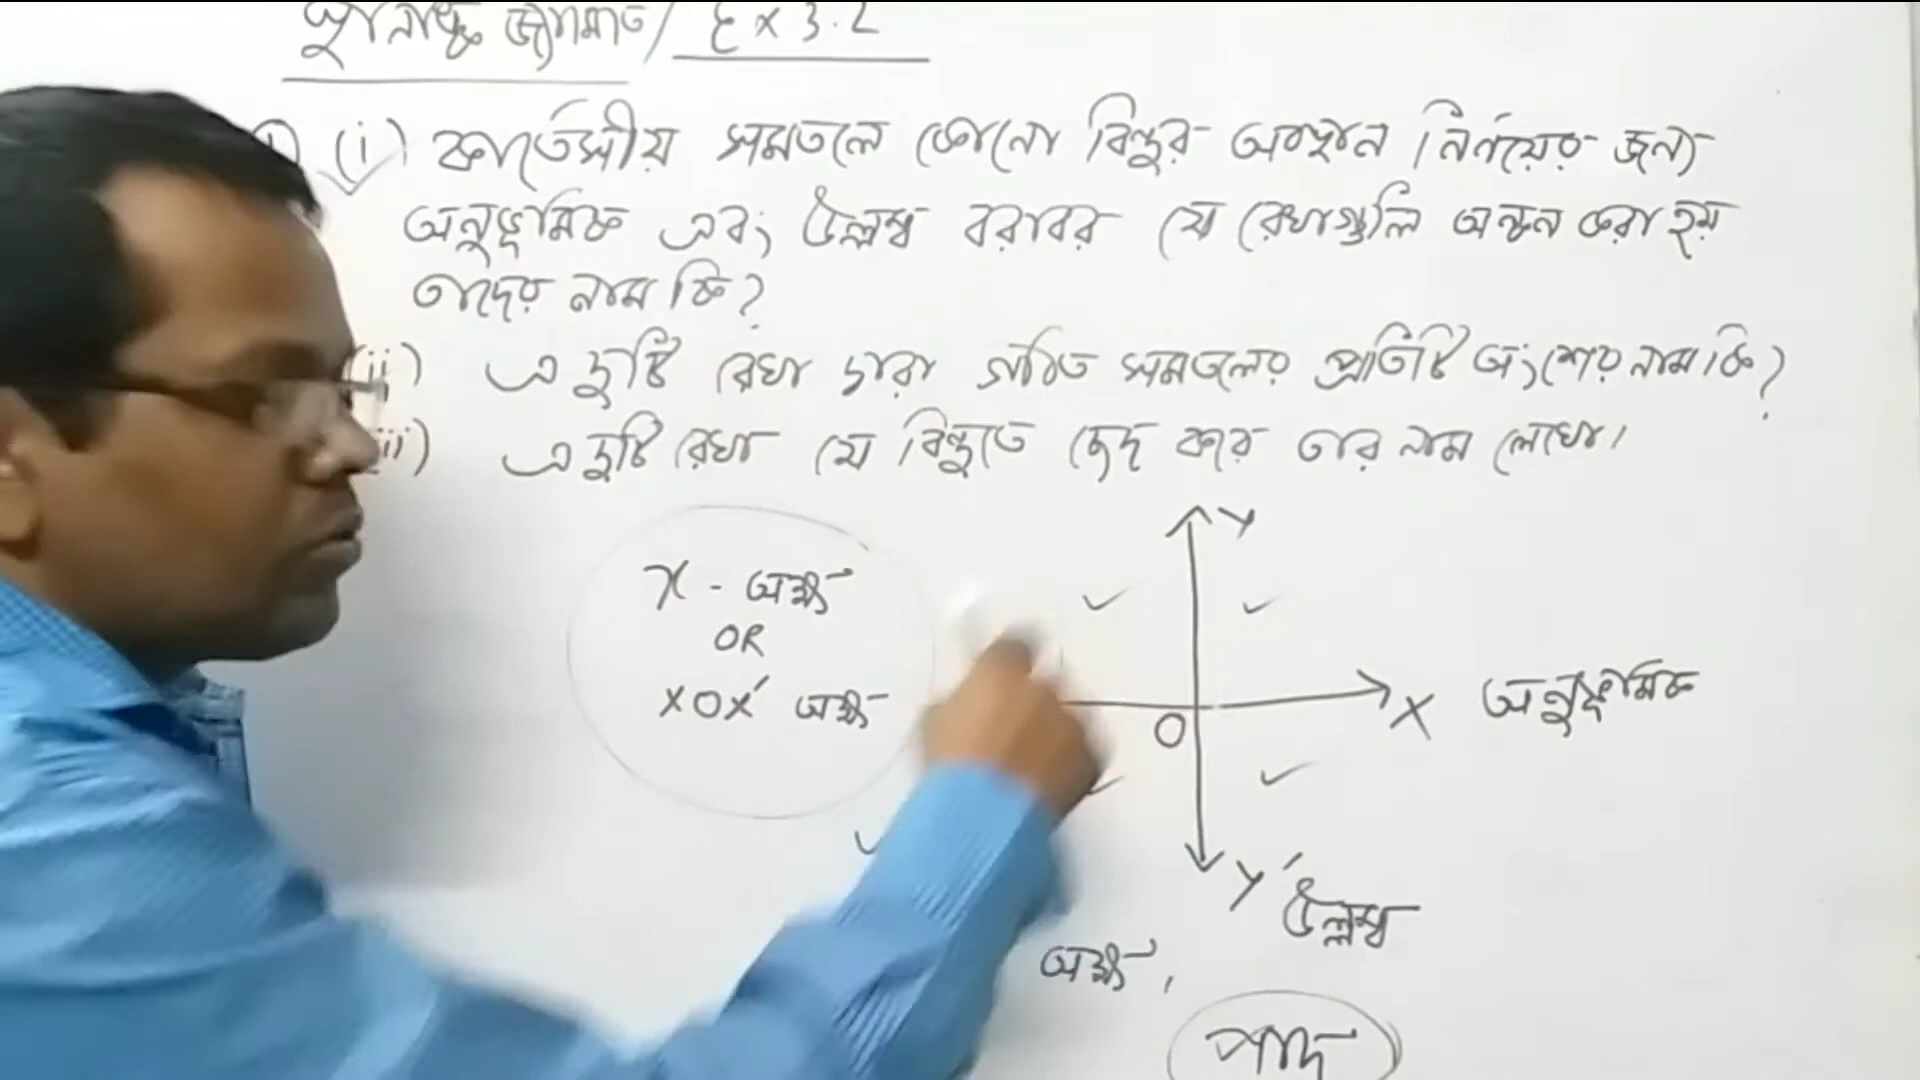 স্থানাঙ্ক জ্যামিতি / Ex 3.2
(i) কার্তেসীয় সমতলে কোনো বিন্দুর অবস্থান নির্ণয়ের জন্য
অনুভূমিক এবং উল্লম্ব বরাবর যে রেখাগুলি অঙ্কন করা হয়
তাদের নাম কি?
(ii) এ দুটি রেখা দ্বারা গঠিত সমতলের প্রতিটি অংশের নাম কি?
(iii) এ দুটি রেখা যে বিন্দুতে ছেদ করে তার নাম লেখো।
Y
x - অক্ষ
OR
XOX′ অক্ষ
O
X অনুভূমিক
Y′ উল্লম্ব
অক্ষ,
পাদ